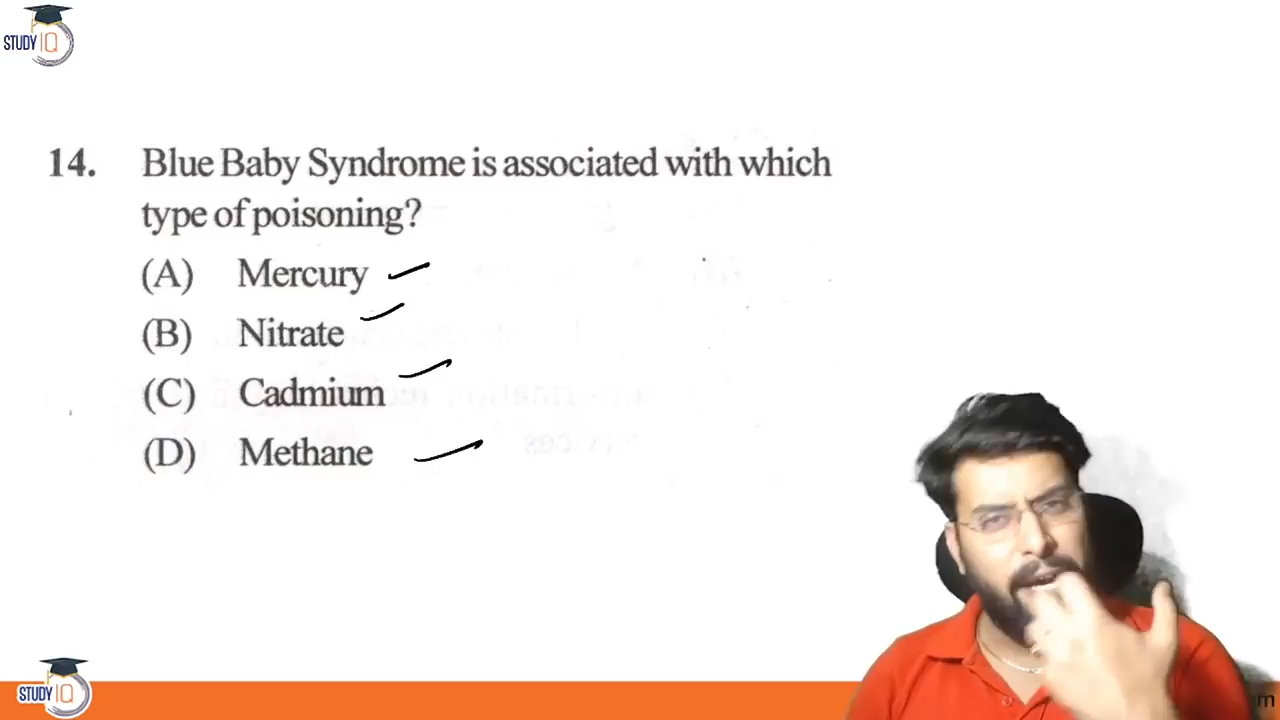 STUDY IQ
14. Blue Baby Syndrome is associated with which
type of poisoning?
(A) Mercury
(B) Nitrate
(C) Cadmium
(D) Methane
STUDY IQ
m